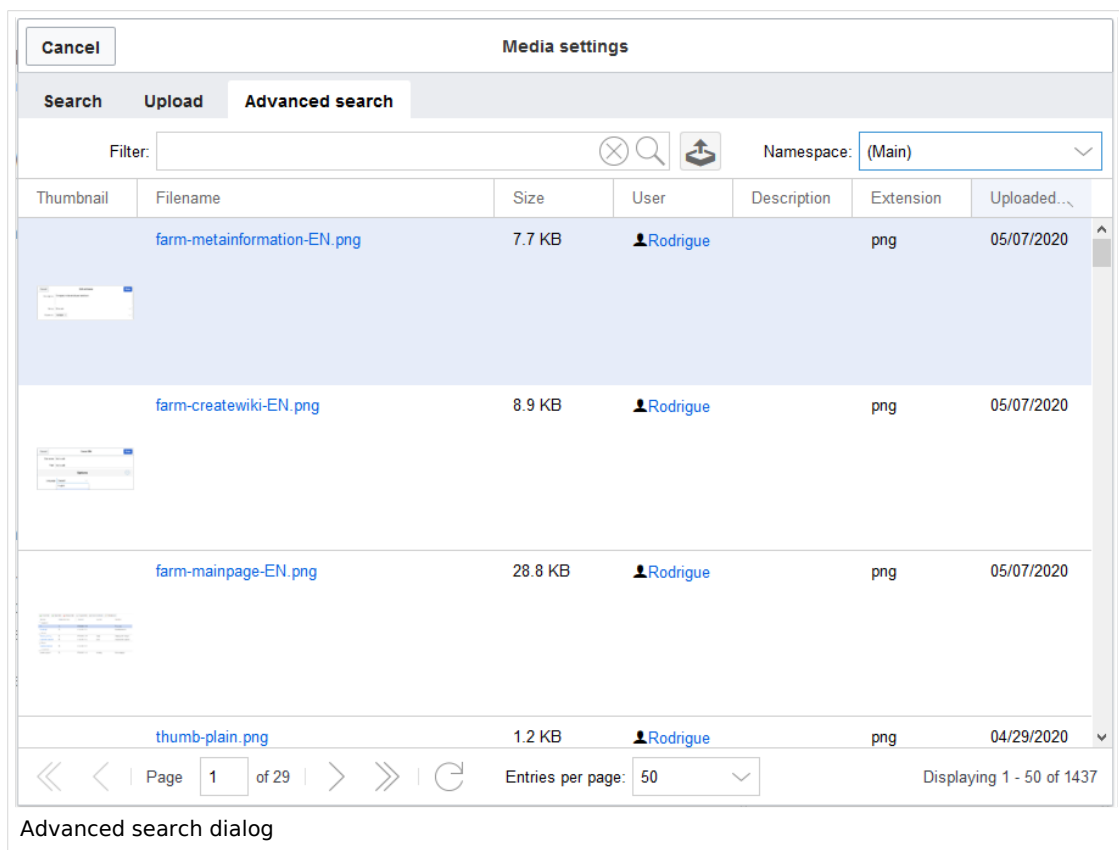 Cancel Media settings
Search Upload Advanced search
Filter: Namespace: (Main)
Thumbnail Filename Size User Description Extension Uploaded...
farm-metainformation-EN.png 7.7 KB Rodrigue png 05/07/2020
farm-createwiki-EN.png 8.9 KB Rodrigue png 05/07/2020
farm-mainpage-EN.png 28.8 KB Rodrigue png 05/07/2020
thumb-plain.png 1.2 KB Rodrigue png 04/29/2020
Page 1 of 29 Entries per page: 50 Displaying 1 - 50 of 1437
Advanced search dialog